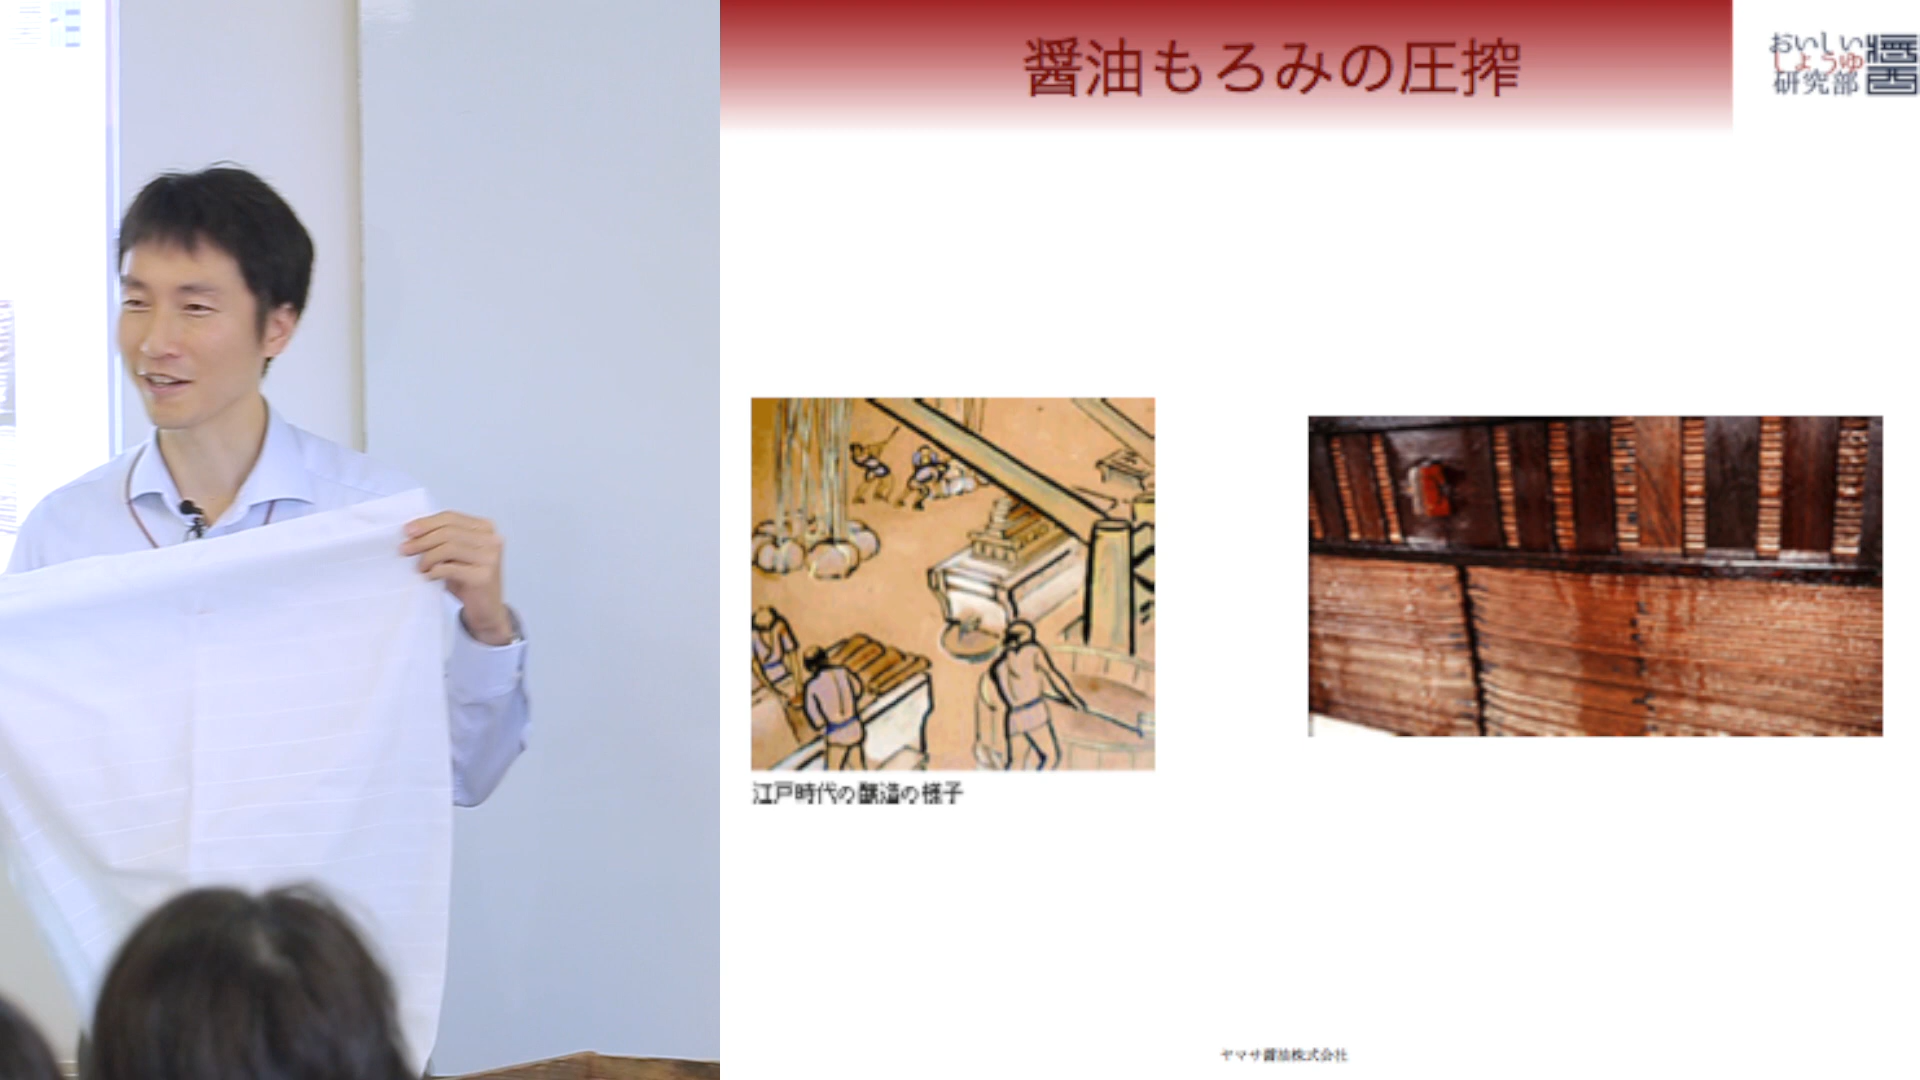 醤油もろみの圧搾
おいしい
しょうゆ
研究部
醤
江戸時代の醸造の様子
ヤマサ醤油株式会社